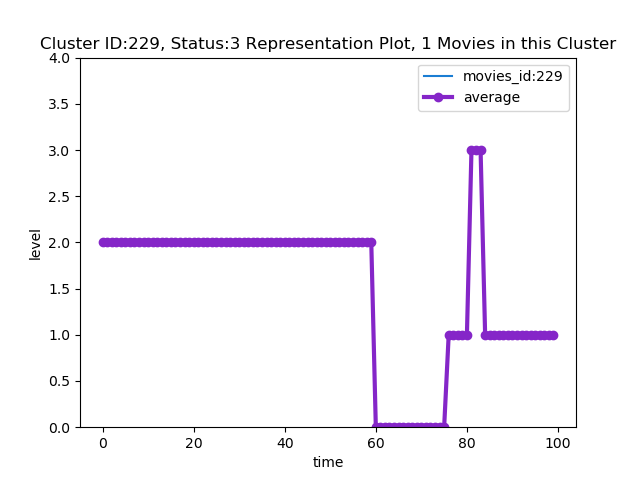 Cluster ID:229, Status:3 Representation Plot, 1 Movies in this Cluster
movies_id:229
average
4.0
3.5
3.0
2.5
2.0
1.5
1.0
0.5
0.0
level
0 20 40 60 80 100
time